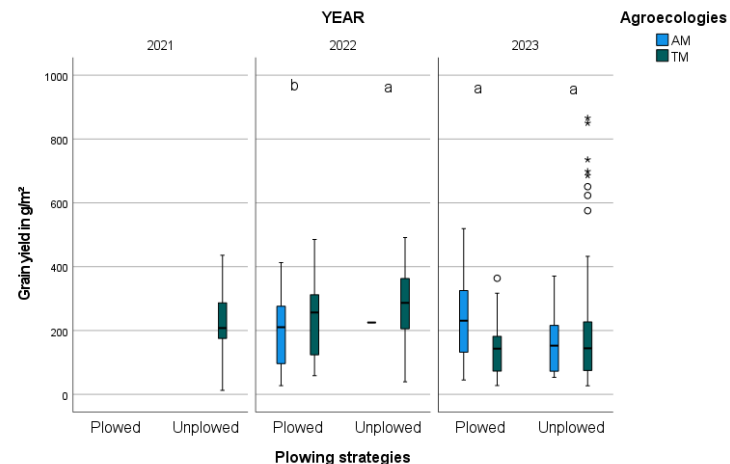 YEAR
Agroecologies
2021
2022
2023
AM
TM
1000
800
600
400
200
0
b
a
a
a
Grain yield in g/m²
Plowed
Unplowed
Plowed
Unplowed
Plowed
Unplowed
Plowing strategies